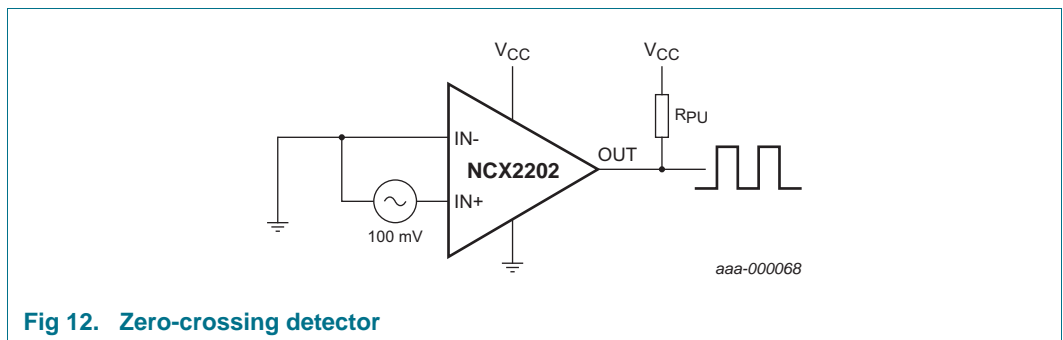 VCC
VCC
RPU
IN-
OUT
NCX2202
IN+
100 mV
aaa-000068
Fig 12. Zero-crossing detector